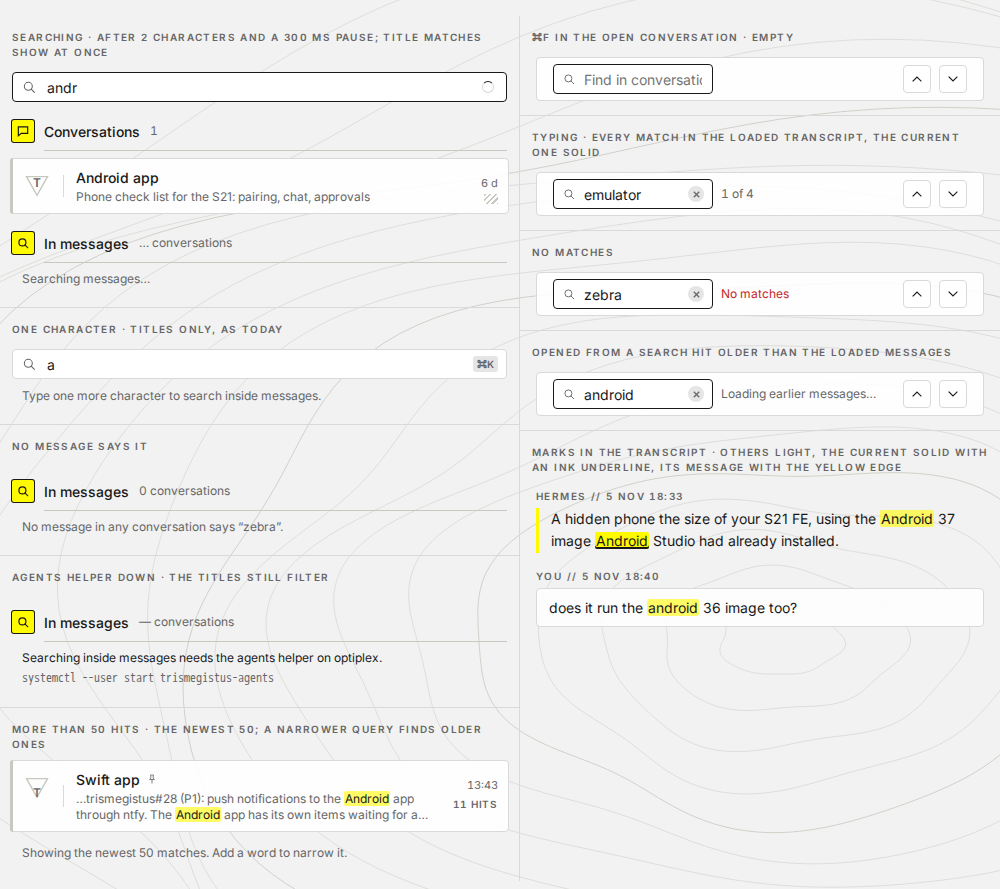 SEARCHING · AFTER 2 CHARACTERS AND A 300 MS PAUSE; TITLE MATCHES
SHOW AT ONCE
andr
Conversations 1
T
Android app
6 d
Phone check list for the S21: pairing, chat, approvals
In messages ... conversations
Searching messages...
ONE CHARACTER · TITLES ONLY, AS TODAY
a
⌘K
Type one more character to search inside messages.
NO MESSAGE SAYS IT
In messages 0 conversations
No message in any conversation says “zebra”.
AGENTS HELPER DOWN · THE TITLES STILL FILTER
In messages — conversations
Searching inside messages needs the agents helper on optiplex.
systemctl --user start trismegistus-agents
MORE THAN 50 HITS · THE NEWEST 50; A NARROWER QUERY FINDS OLDER
ONES
T
Swift app
13:43
...trismegistus#28 (P1): push notifications to the Android app
11 HITS
through ntfy. The Android app has its own items waiting for a...
Showing the newest 50 matches. Add a word to narrow it.
⌘F IN THE OPEN CONVERSATION · EMPTY
Find in conversatic
TYPING · EVERY MATCH IN THE LOADED TRANSCRIPT, THE CURRENT
ONE SOLID
emulator
1 of 4
NO MATCHES
zebra
No matches
OPENED FROM A SEARCH HIT OLDER THAN THE LOADED MESSAGES
android
Loading earlier messages...
MARKS IN THE TRANSCRIPT · OTHERS LIGHT, THE CURRENT SOLID WITH
AN INK UNDERLINE, ITS MESSAGE WITH THE YELLOW EDGE
HERMES // 5 NOV 18:33
A hidden phone the size of your S21 FE, using the Android 37
image Android Studio had already installed.
YOU // 5 NOV 18:40
does it run the android 36 image too?